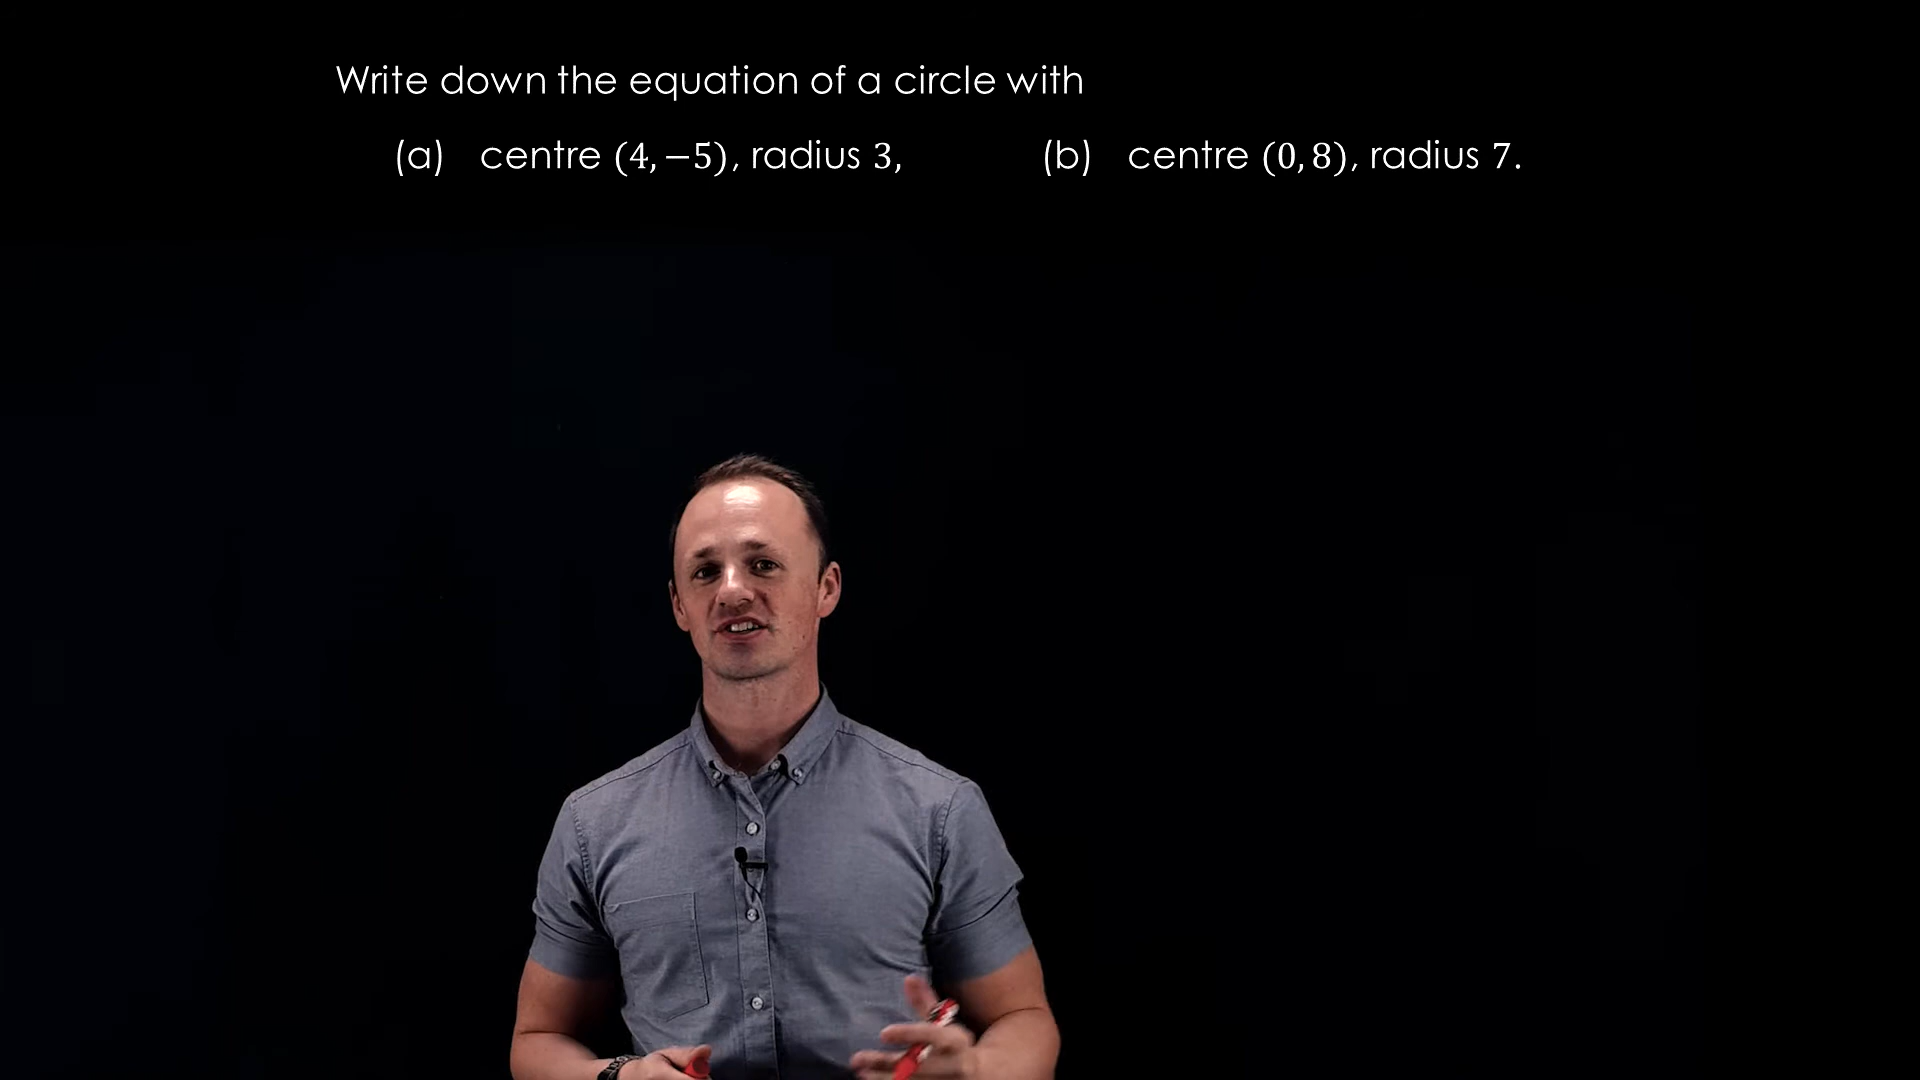 Write down the equation of a circle with
(a) centre (4, −5), radius 3, (b) centre (0, 8), radius 7.